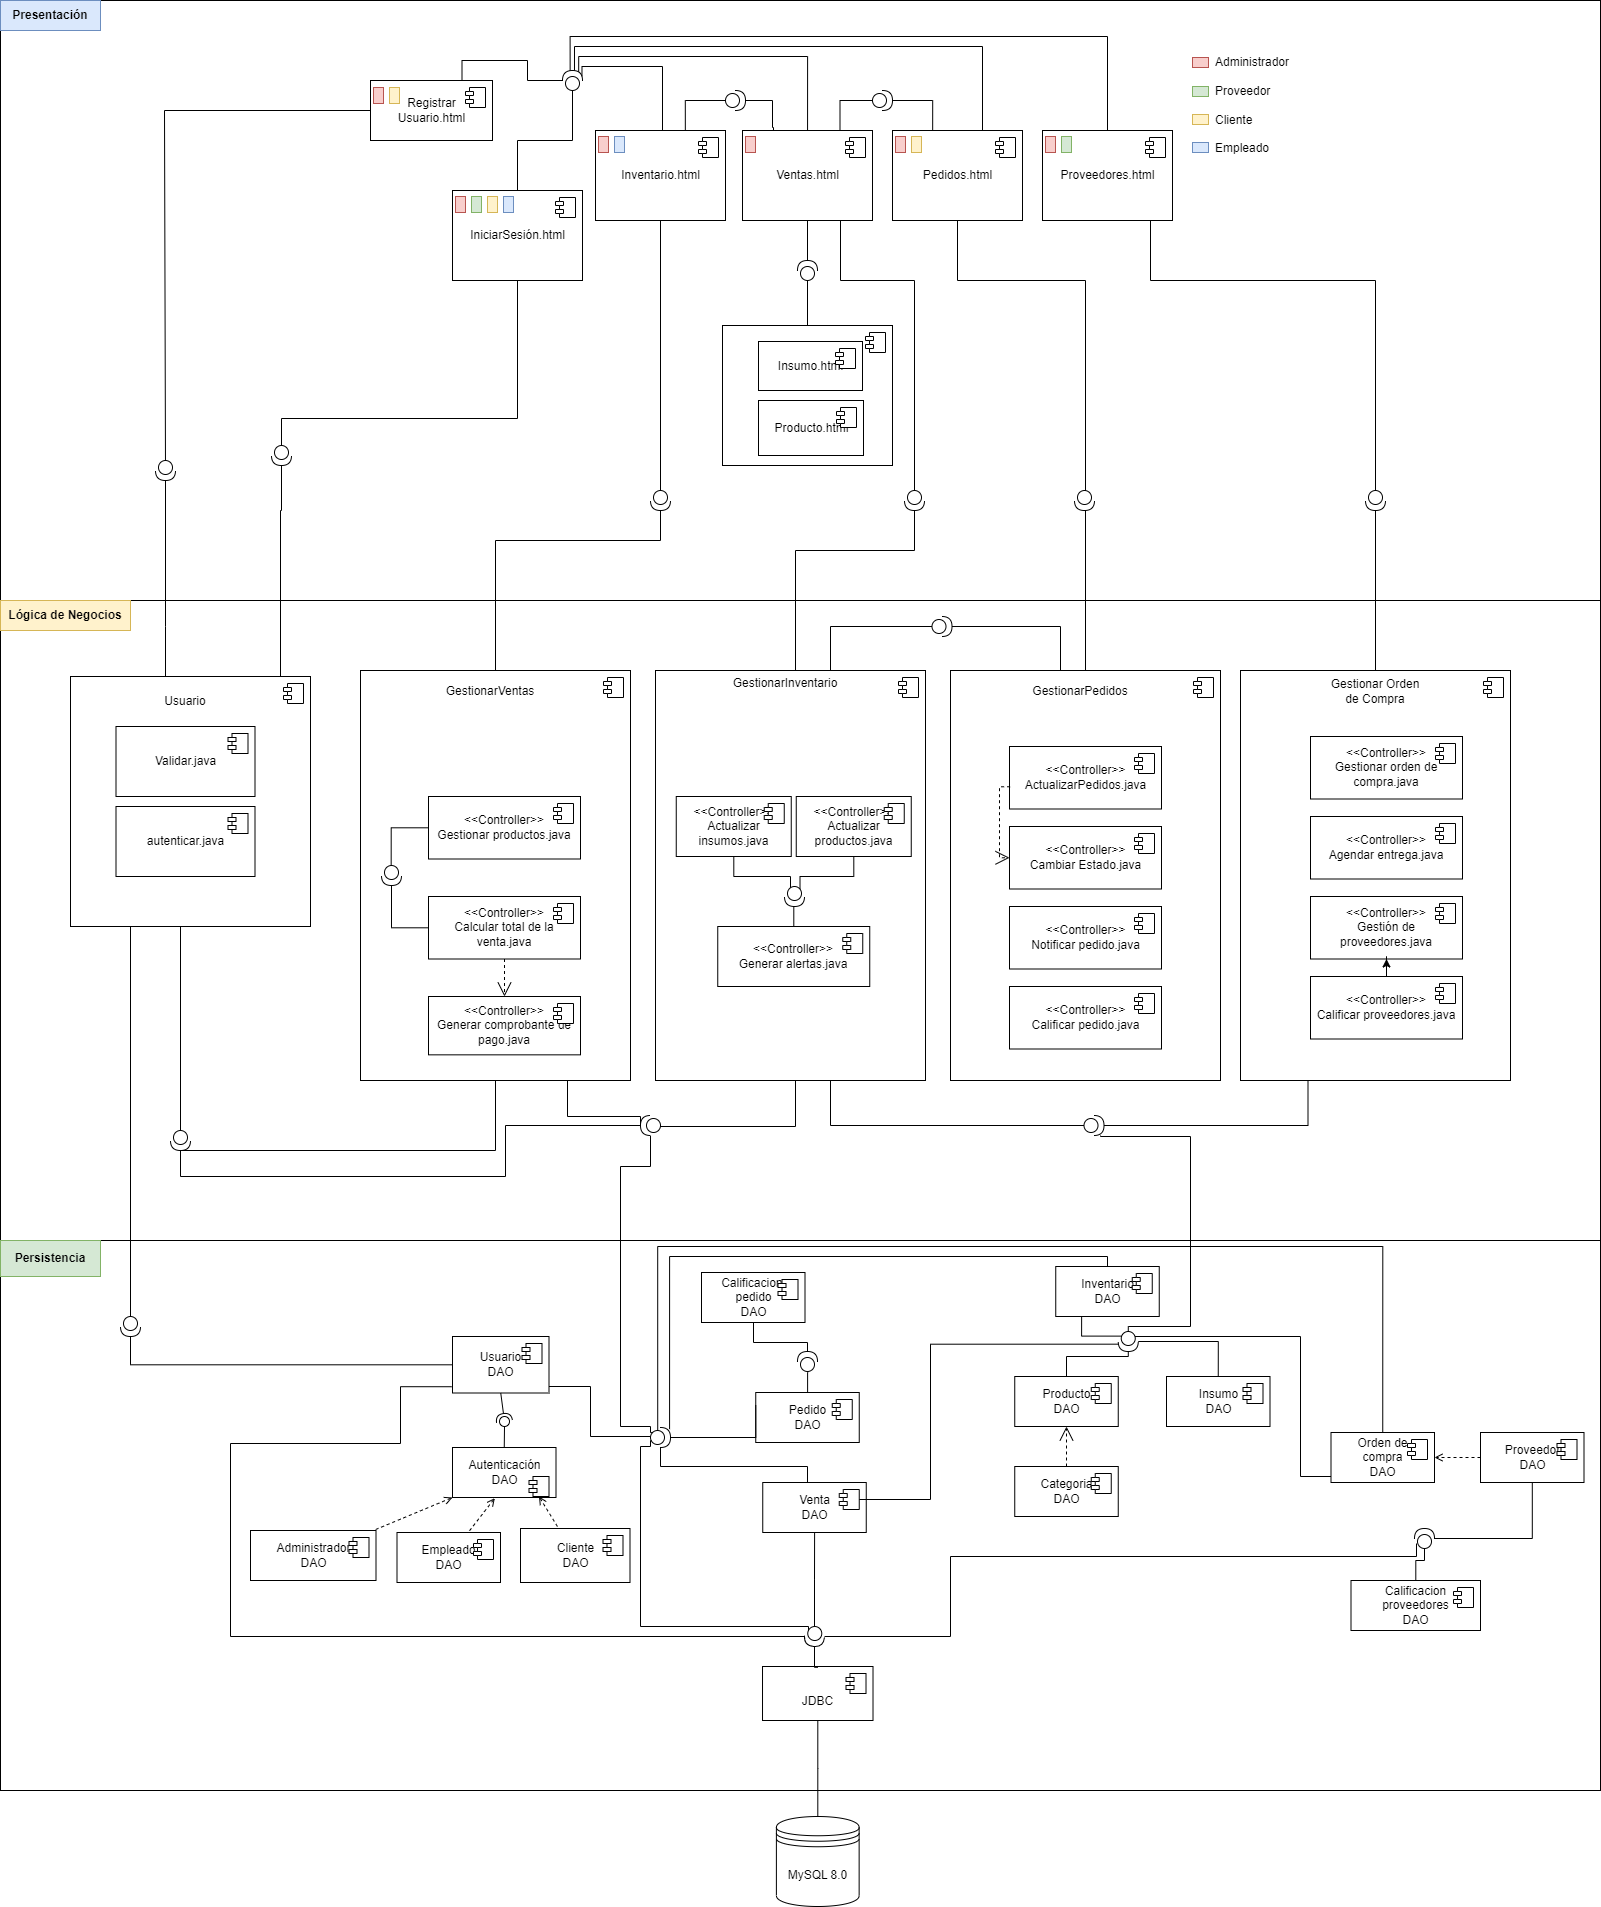 Presentación
Administrador
Proveedor
Cliente
Empleado
Registrar
Usuario.html
Inventario.html
Ventas.html
Pedidos.html
Proveedores.html
IniciarSesión.html
Insumo.html
Producto.html
Lógica de Negocios
Usuario
Validar.java
autenticar.java
GestionarVentas
<<Controller>>
Gestionar productos.java
<<Controller>>
Calcular total de la
venta.java
<<Controller>>
Generar comprobante de
pago.java
GestionarInventario
<<Controller>>
Actualizar
insumos.java
<<Controller>>
Actualizar
productos.java
<<Controller>>
Generar alertas.java
GestionarPedidos
<<Controller>>
ActualizarPedidos.java
<<Controller>>
Cambiar Estado.java
<<Controller>>
Notificar pedido.java
<<Controller>>
Calificar pedido.java
Gestionar Orden
de Compra
<<Controller>>
Gestionar orden de
compra.java
<<Controller>>
Agendar entrega.java
<<Controller>>
Gestión de
proveedores.java
<<Controller>>
Calificar proveedores.java
Persistencia
Calificacion
pedido
DAO
Inventario
DAO
Usuario
DAO
Pedido
DAO
Producto
DAO
Insumo
DAO
Orden de
compra
DAO
Proveedor
DAO
Autenticación
DAO
Venta
DAO
Categoria
DAO
Administrador
DAO
Empleado
DAO
Cliente
DAO
Calificacion
proveedores
DAO
JDBC
MySQL 8.0